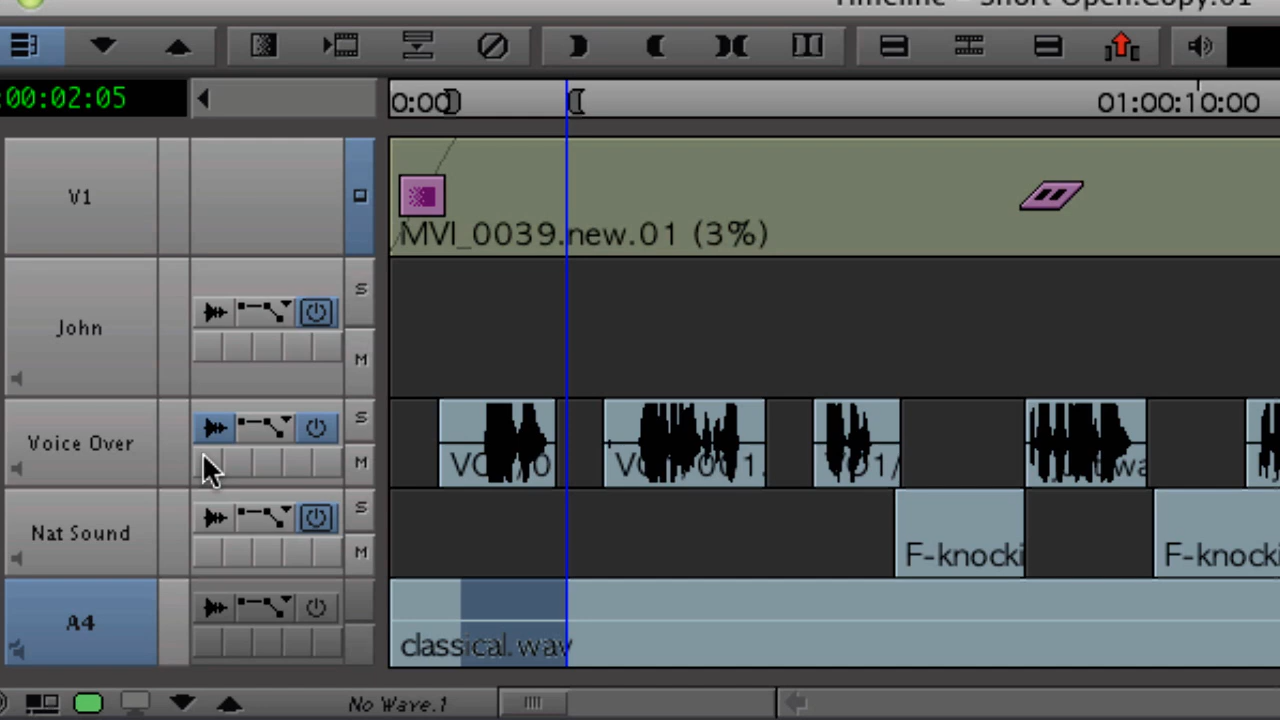 Timeline - Short Open.Copy.01
00:02:05
0:00
01:00:10:00
V1
MVI_0039.new.01 (3%)
John
S
M
Voice Over
S
M
Nat Sound
S
M
F-knocki
F-knocki
A4
classical.wav
No Wave.1